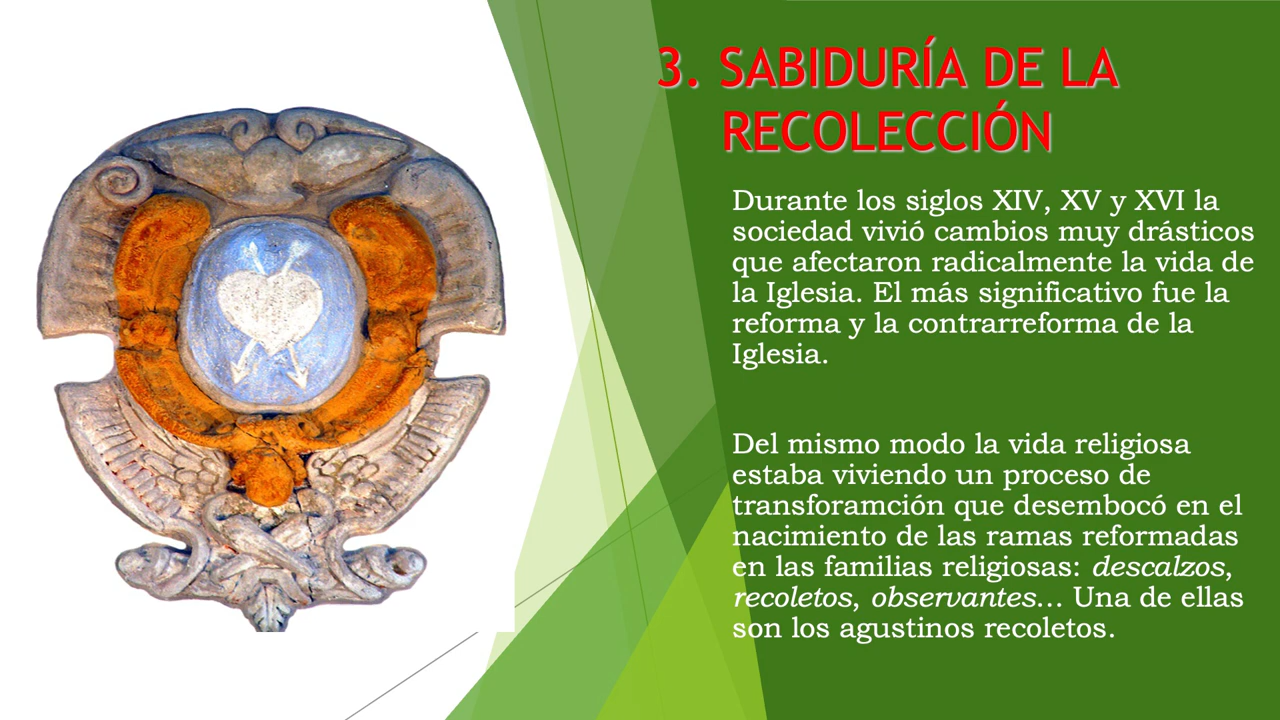 3. SABIDURÍA DE LA
RECOLECCIÓN
Durante los siglos XIV, XV y XVI la
sociedad vivió cambios muy drásticos
que afectaron radicalmente la vida de
la Iglesia. El más significativo fue la
reforma y la contrarreforma de la
Iglesia.
Del mismo modo la vida religiosa
estaba viviendo un proceso de
transforamción que desembocó en el
nacimiento de las ramas reformadas
en las familias religiosas: descalzos,
recoletos, observantes… Una de ellas
son los agustinos recoletos.